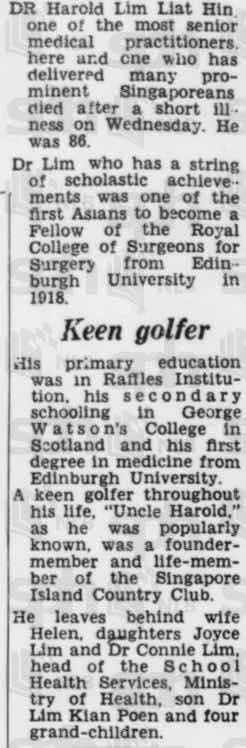 DR Harold Lim Liat Hin
one of the most senior
medical practitioners.
here and one who has
delivered many pro-
minent Singaporeans
died after a short ill-
ness on Wednesday. He
was 86.
Dr Lim who has a string
of scholastic achieve-
ments was one of the
first Asians to become a
Fellow of the Royal
College of Surgeons for
Surgery from Edin-
burgh University in
1918.
Keen golfer
His primary education
was in Raffles Institu-
tion, his secondary
schooling in George
Watson's College in
Scotland and his first
degree in medicine from
Edinburgh University.
A keen golfer throughout
his life, "Uncle Harold,"
as he was popularly
known, was a founder-
member and life-mem-
ber of the Singapore
Island Country Club.
He leaves behind wife
Helen, daughters Joyce
Lim and Dr Connie Lim,
head of the School
Health Services, Minis-
try of Health, son Dr
Lim Kian Poen and four
grand-children.